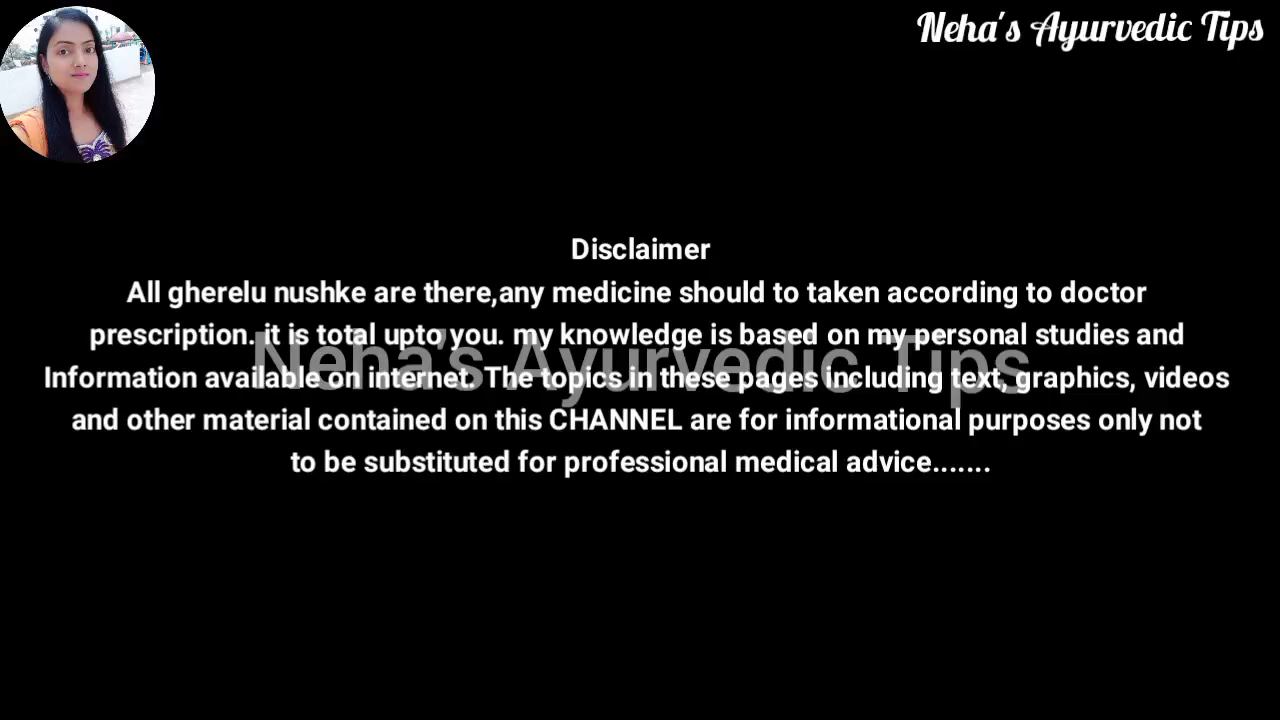 Neha's Ayurvedic Tips
Disclaimer
All gherelu nushke are there,any medicine should to taken according to doctor
prescription. it is total upto you. my knowledge is based on my personal studies and
Neha's Ayurvedic Tips
Information available on internet. The topics in these pages including text, graphics, videos
and other material contained on this CHANNEL are for informational purposes only not
to be substituted for professional medical advice.......